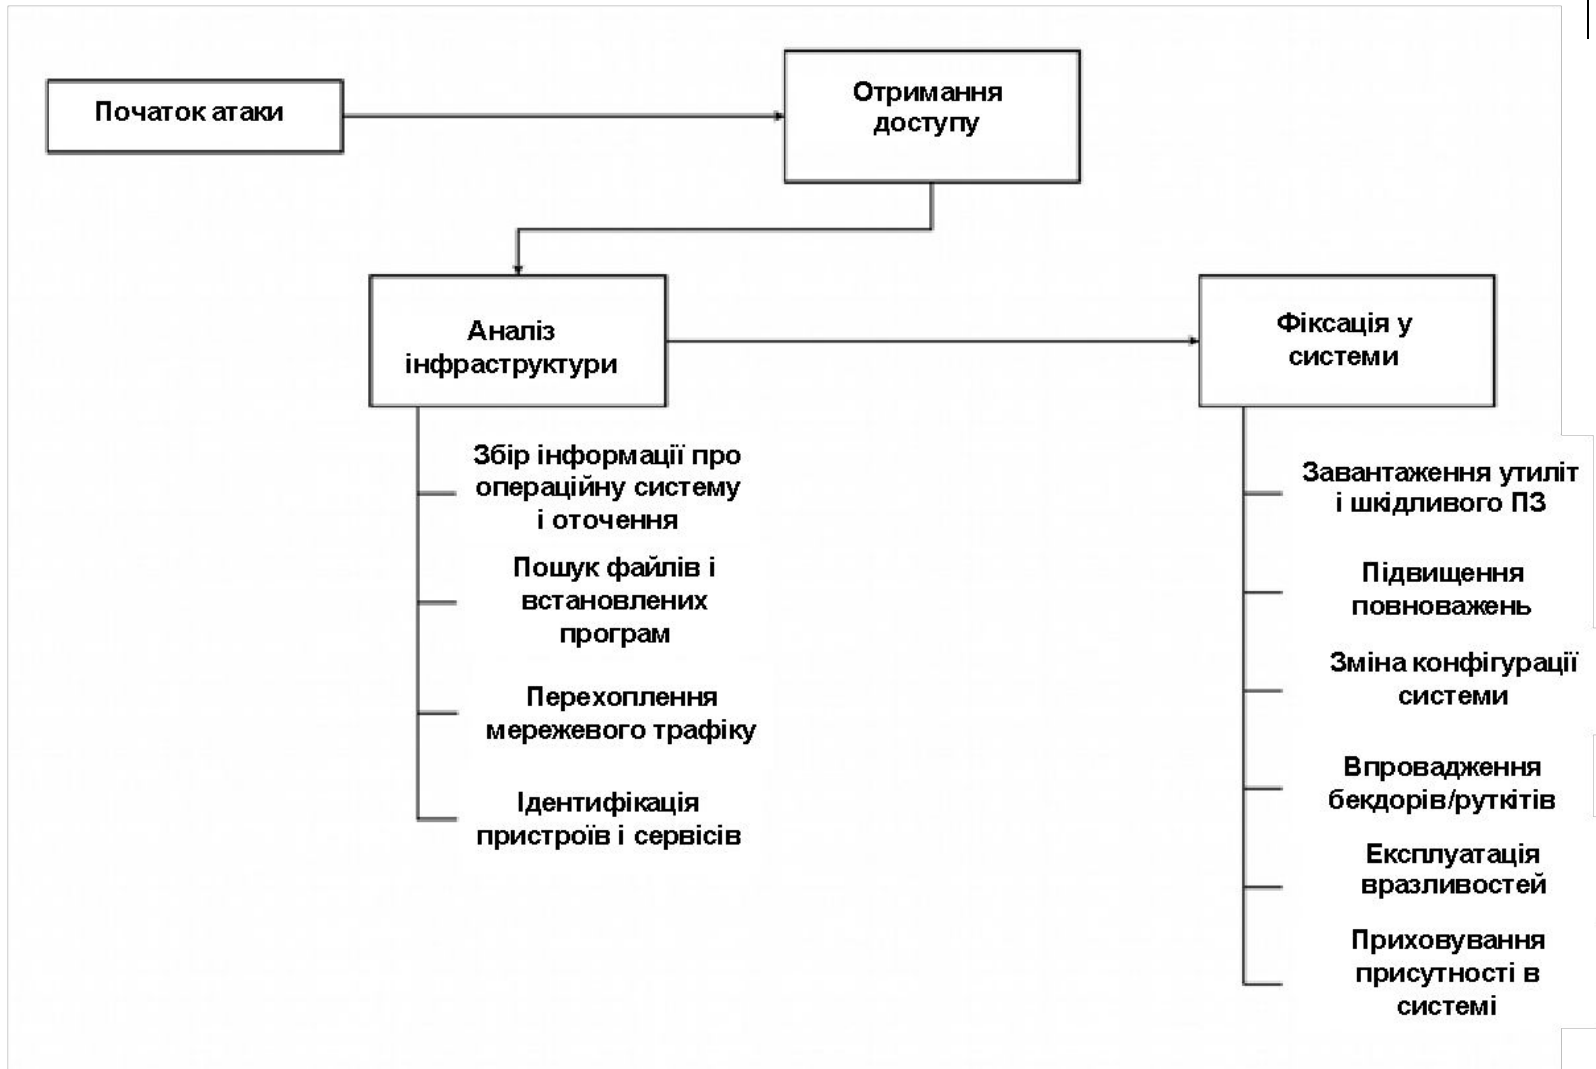 Початок атаки
Отримання
доступу
Аналіз
інфраструктури
Фіксація у
системи
Збір інформації про
операційну систему
і оточення
Пошук файлів і
встановлених
програм
Перехоплення
мережевого трафіку
Ідентифікація
пристроїв і сервісів
Завантаження утиліт
і шкідливого ПЗ
Підвищення
повноважень
Зміна конфігурації
системи
Впровадження
бекдорів/руткітів
Експлуатація
вразливостей
Приховування
присутності в
системі